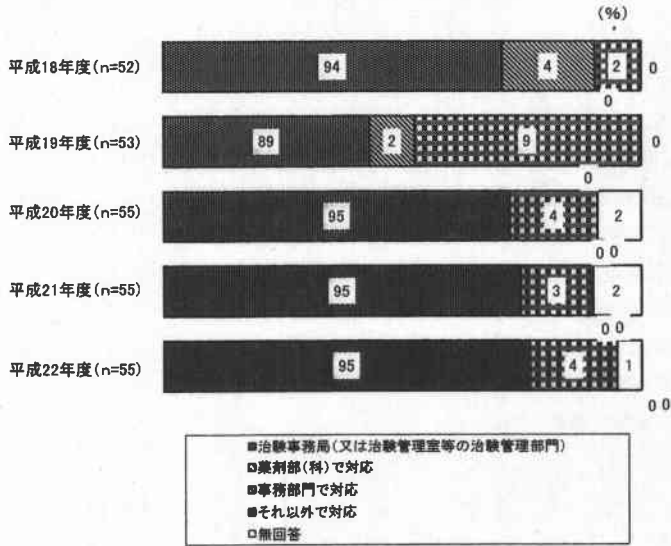 (%)
平成18年度(n=52) 94 4 2 0
0
平成19年度(n=53) 89 2 9 0
0
平成20年度(n=55) 95 4 2
0 0
平成21年度(n=55) 95 3 2
0 0
平成22年度(n=55) 95 4 1
0 0
■治験事務局(又は治験管理室等の治験管理部門)
薬剤部(科)で対応
事務部門で対応
■それ以外で対応
□無回答